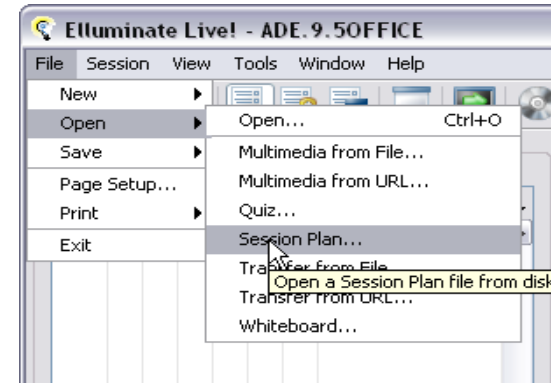 Elluminate Live! - ADE.9.5OFFICE
File Session View Tools Window Help
New
Open
Save
Page Setup...
Print
Exit
Open... Ctrl+O
Multimedia from File...
Multimedia from URL...
Quiz...
Session Plan...
Transfer from File
Open a Session Plan file from disk
Transfer from URL...
Whiteboard...